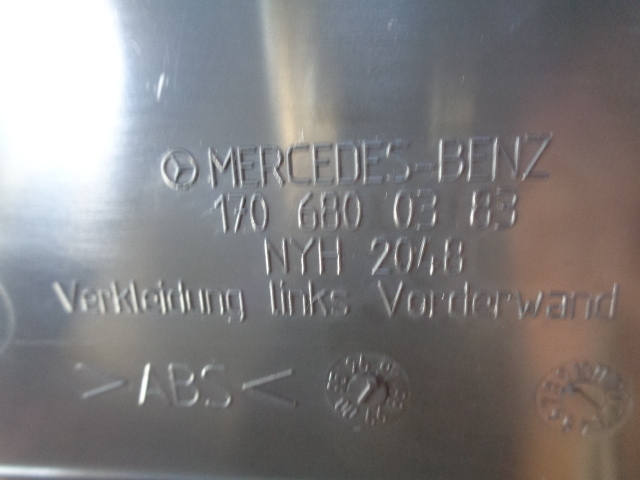 MERCEDES-BENZ
170 680 03 83
NYH 2048
Verkleidung links Vorderwand
>ABS<